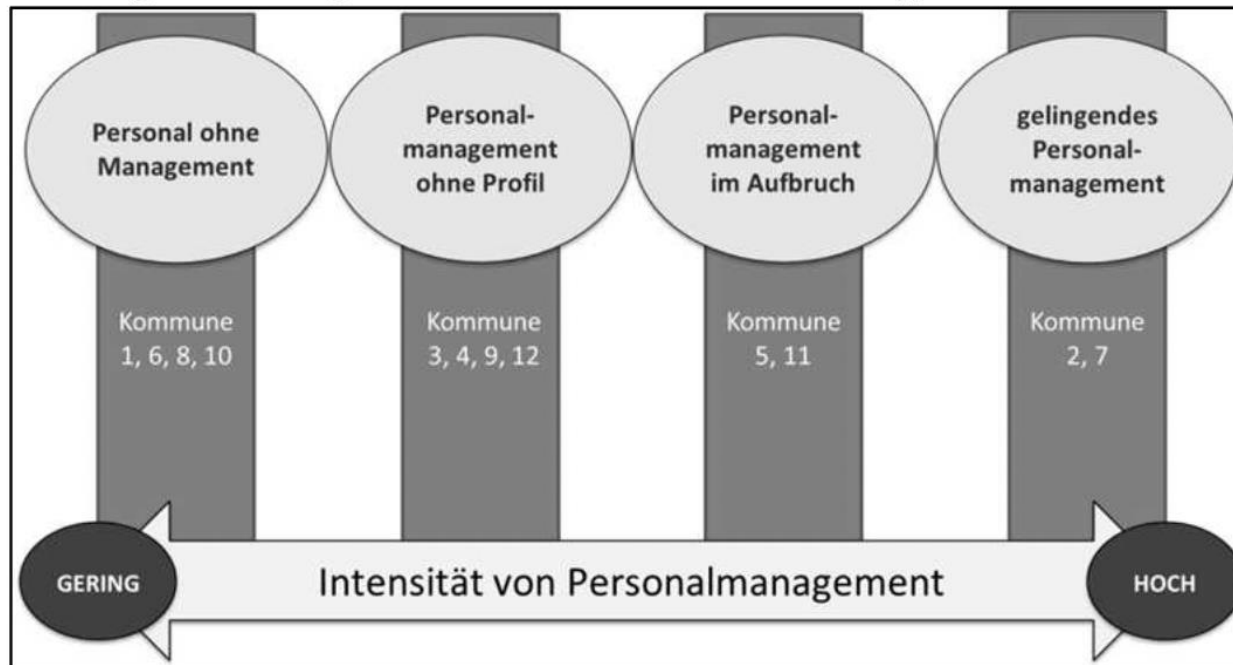 Personal ohne
Management
Personal-
management
ohne Profil
Personal-
management
im Aufbruch
gelingendes
Personal-
management
Kommune
1, 6, 8, 10
Kommune
3, 4, 9, 12
Kommune
5, 11
Kommune
2, 7
GERING
Intensität von Personalmanagement
HOCH